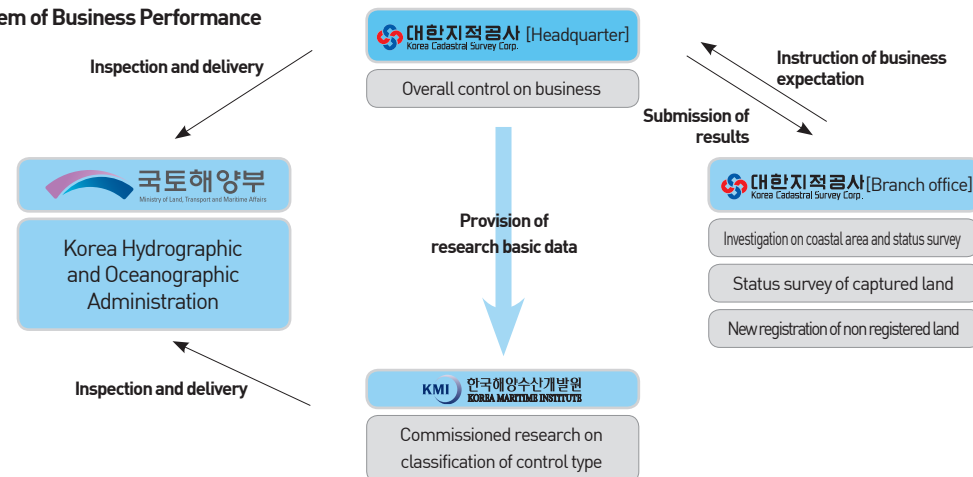 em of Business Performance
대한지적공사 [Headquarter]
Korea Cadastral Survey Corp.
Overall control on business
Inspection and delivery
Instruction of business
expectation
Submission of
results
국토해양부
Ministry of Land, Transport and Maritime Affairs
Korea Hydrographic
and Oceanographic
Administration
대한지적공사[Branch office]
Korea Cadastral Survey Corp.
Investigation on coastal area and status survey
Status survey of captured land
New registration of non registered land
Provision of
research basic data
Inspection and delivery
KMI 한국해양수산개발원
KOREA MARITIME INSTITUTE
Commissioned research on
classification of control type